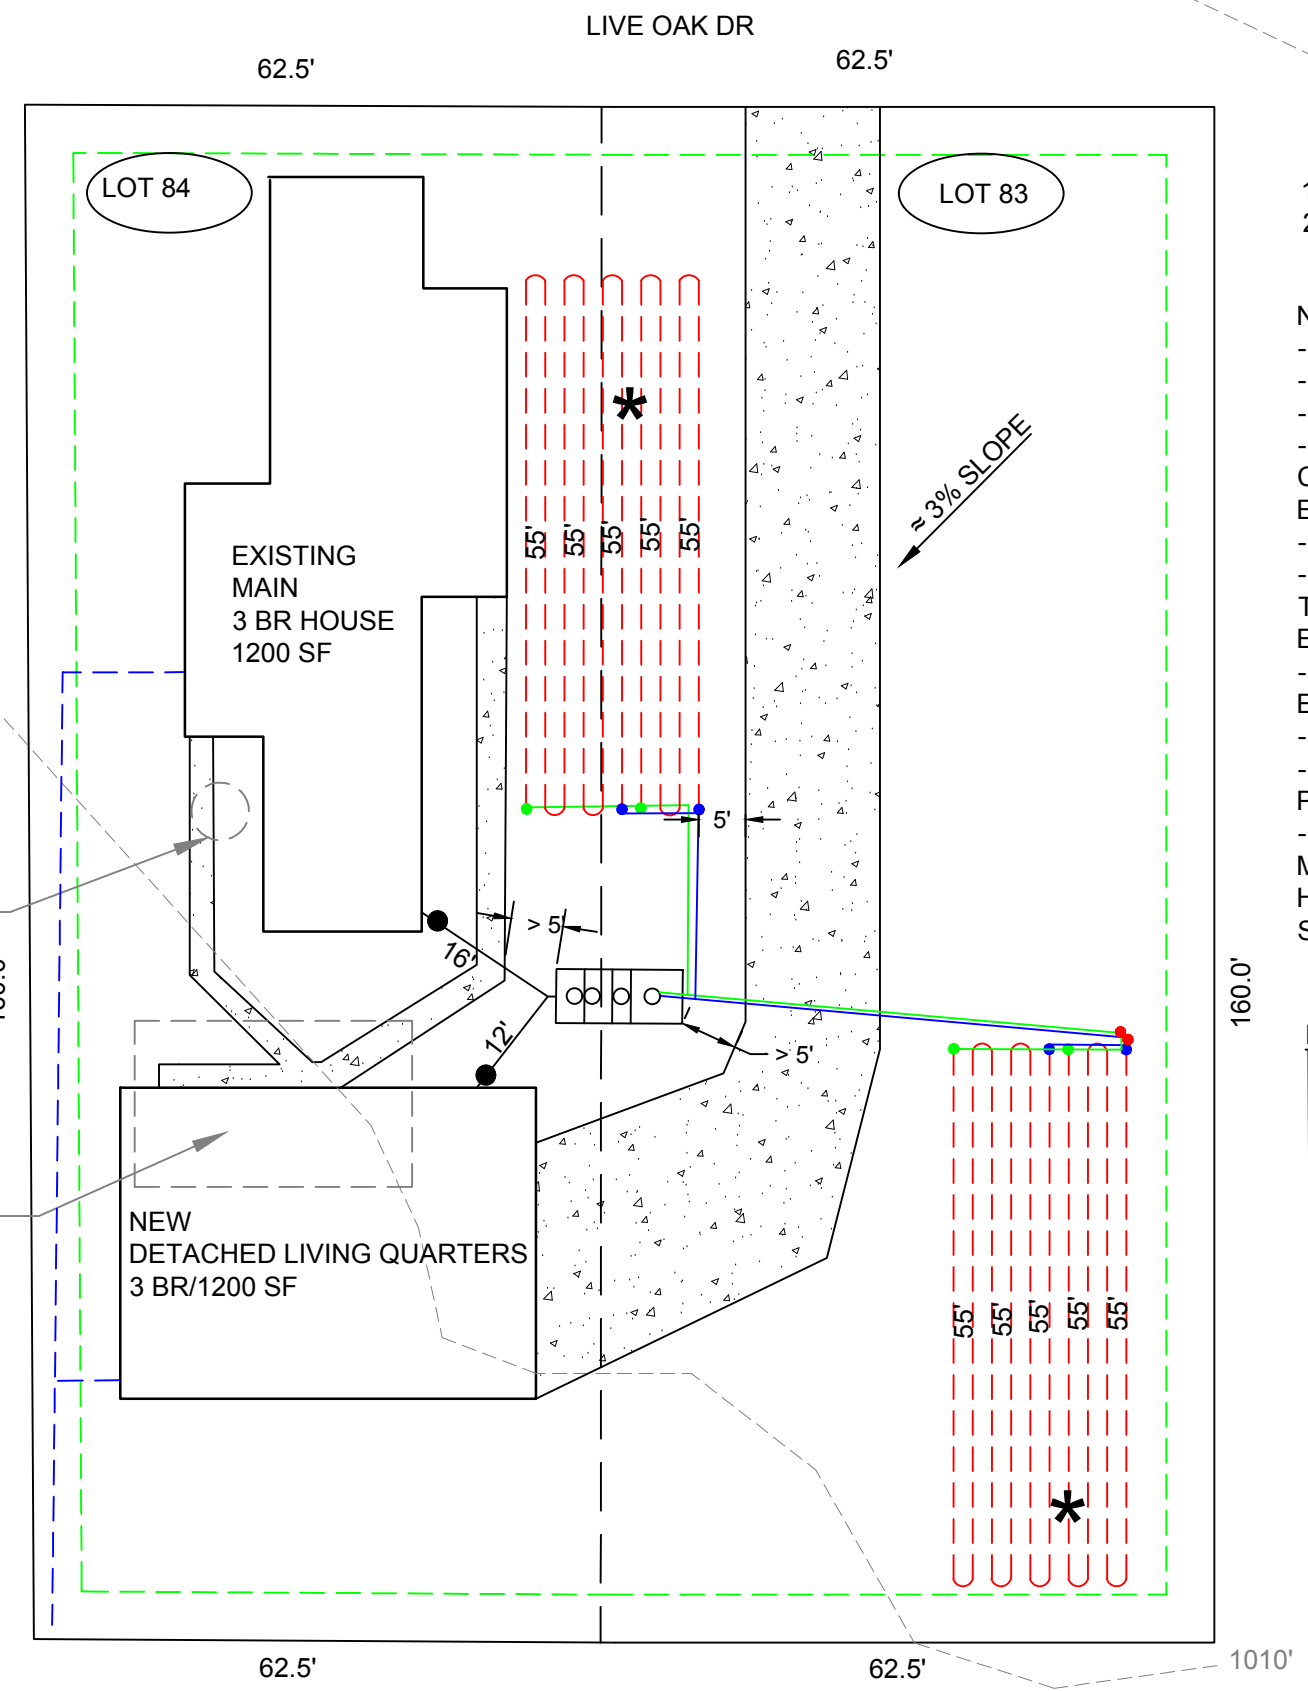 LIVE OAK DR
62.5'
62.5'
LOT 84
LOT 83
≈ 3% SLOPE
*
55'
55'
55'
55'
55'
EXISTING
MAIN
3 BR HOUSE
1200 SF
5'
> 5'
16'
12'
> 5'
160.0'
NEW
DETACHED LIVING QUARTERS
3 BR/1200 SF
55'
55'
55'
55'
55'
*
62.5'
62.5'
1010'
1
2
N
-
-
-
-
C
E
-
-
T
E
-
E
-
-
P
-
M
H
S